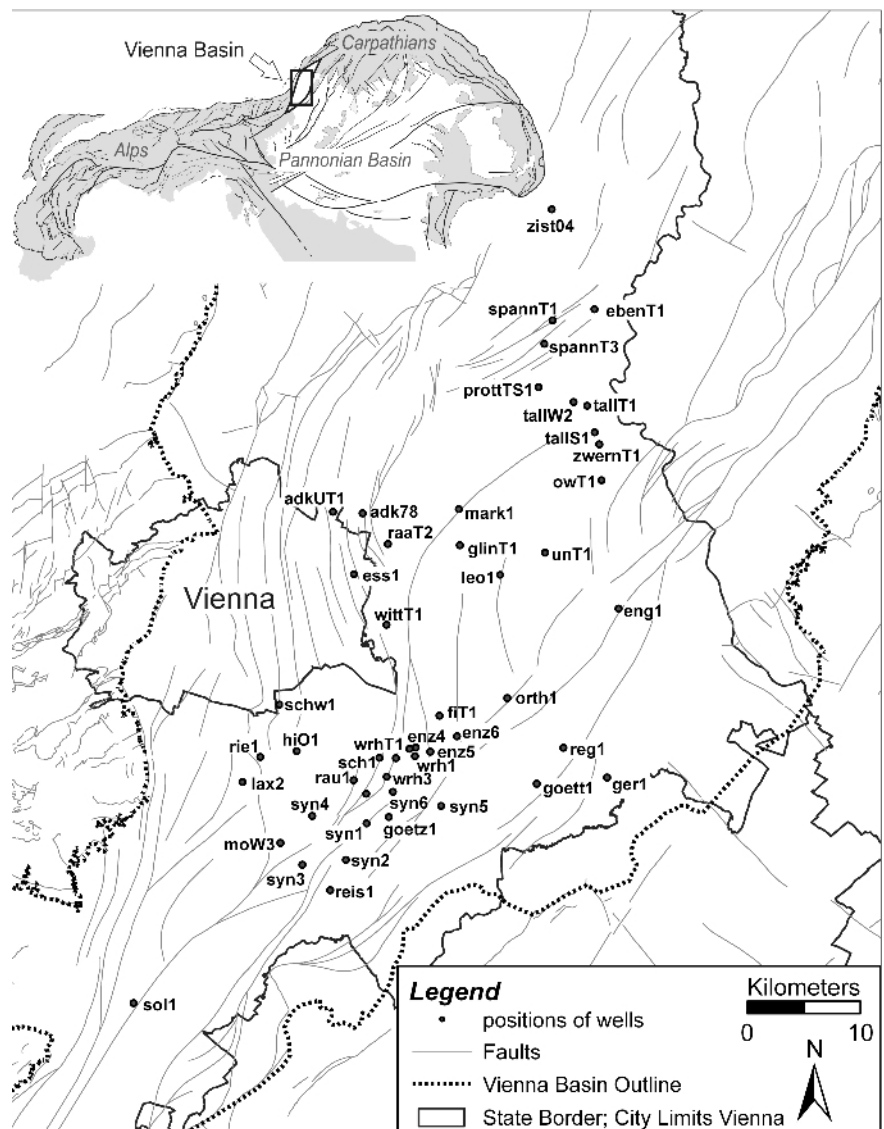 Vienna Basin
Carpathians
Alps
Pannonian Basin
zist04
spannT1
ebenT1
spannT3
prottTS1
tallW2
tallT1
tallS1
zwernT1
owT1
adkUT1
adk78
mark1
raaT2
glinT1
unT1
ess1
leo1
Vienna
eng1
wittT1
schw1
orth1
fiT1
enz4
enz6
wrhT1
enz5
reg1
rie1
hiO1
sch1
wrh1
rau1
wrh3
lax2
goett1
ger1
syn4
syn6
syn5
syn1
goetz1
moW3
syn2
syn3
reis1
sol1
Legend
positions of wells
Faults
Vienna Basin Outline
State Border; City Limits Vienna
Kilometers
0 10
N